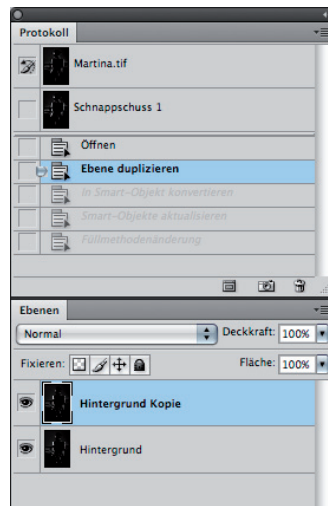 Protokoll
Martina.tif
Schnappschuss 1
Öffnen
Ebene duplizieren
In Smart-Objekt konvertieren
Smart-Objekte aktualisieren
Füllmethodenänderung
Ebenen
Normal Deckkraft: 100%
Fixieren: Fläche: 100%
Hintergrund Kopie
Hintergrund